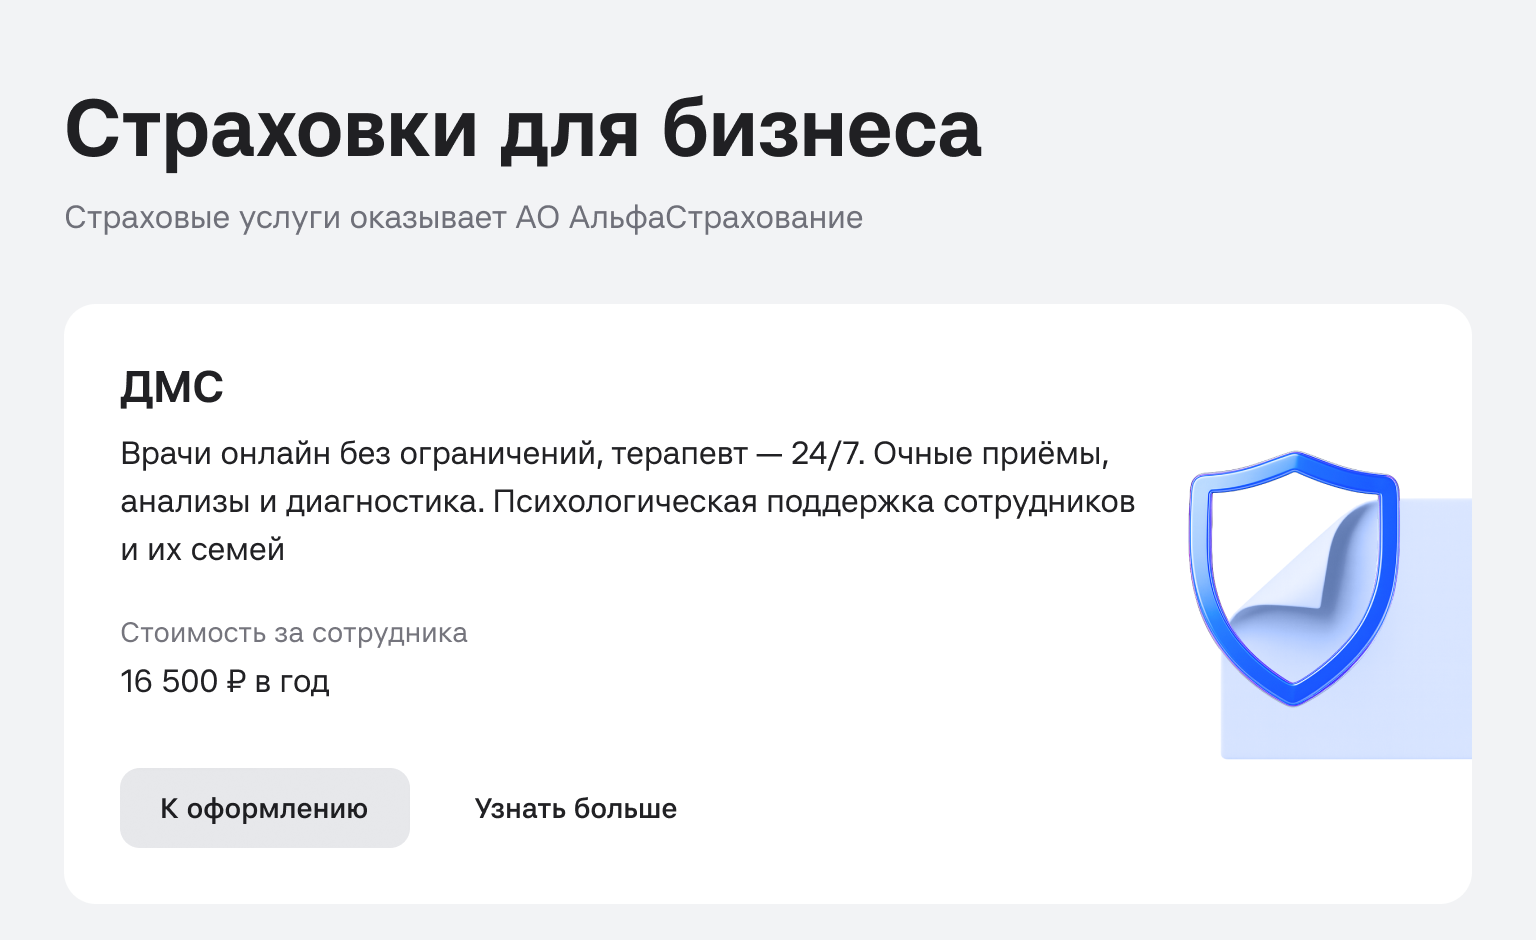 Страховки для бизнеса
Страховые услуги оказывает АО АльфаСтрахование
ДМС
Врачи онлайн без ограничений, терапевт — 24/7. Очные приёмы,
анализы и диагностика. Психологическая поддержка сотрудников
и их семей
Стоимость за сотрудника
16 500 ₽ в год
К оформлению
Узнать больше